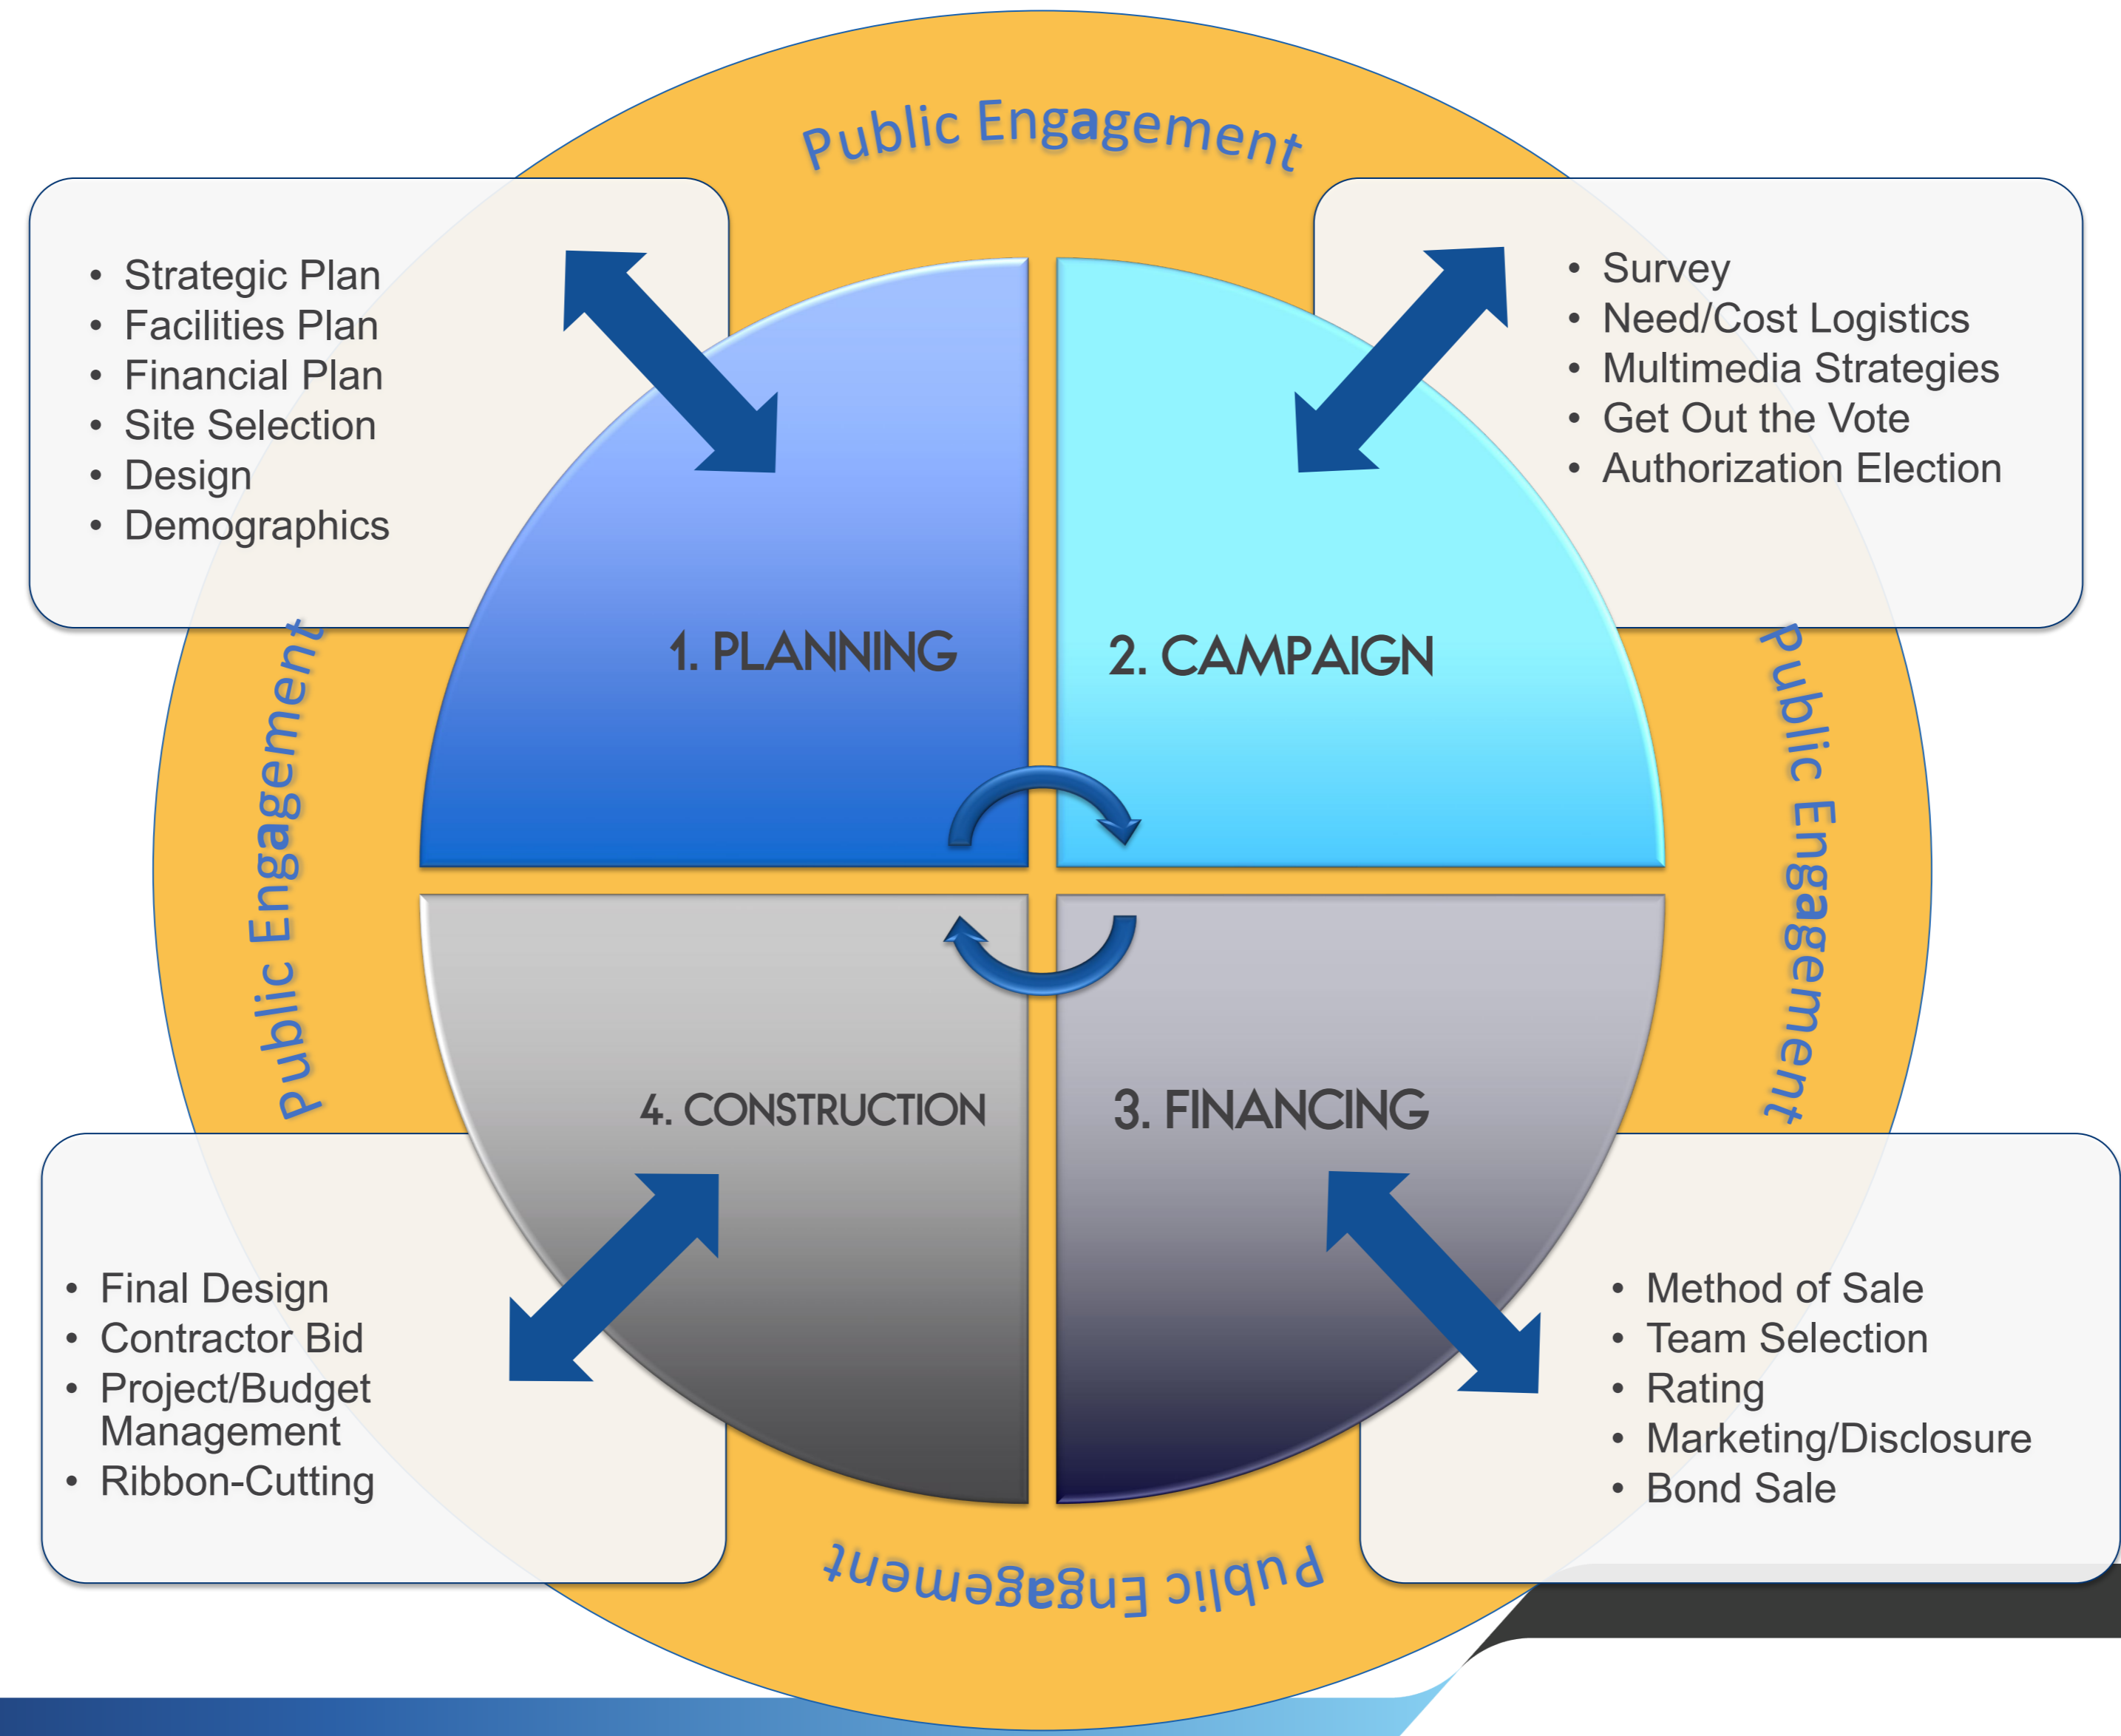 Public Engagement
• Strategic Plan
• Facilities Plan
• Financial Plan
• Site Selection
• Design
• Demographics
• Survey
• Need/Cost Logistics
• Multimedia Strategies
• Get Out the Vote
• Authorization Election
1. PLANNING
2. CAMPAIGN
Public Engagement
Public Engagement
4. CONSTRUCTION
3. FINANCING
• Final Design
• Contractor Bid
• Project/Budget
Management
• Ribbon-Cutting
• Method of Sale
• Team Selection
• Rating
• Marketing/Disclosure
• Bond Sale
Public Engagement